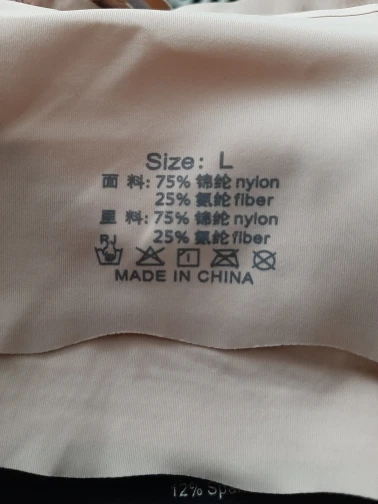 Size: L
面 料: 75% 锦纶 nylon
25% 氨纶 fiber
里 料: 75% 锦纶 nylon
25% 氨纶 fiber
MADE IN CHINA
12%